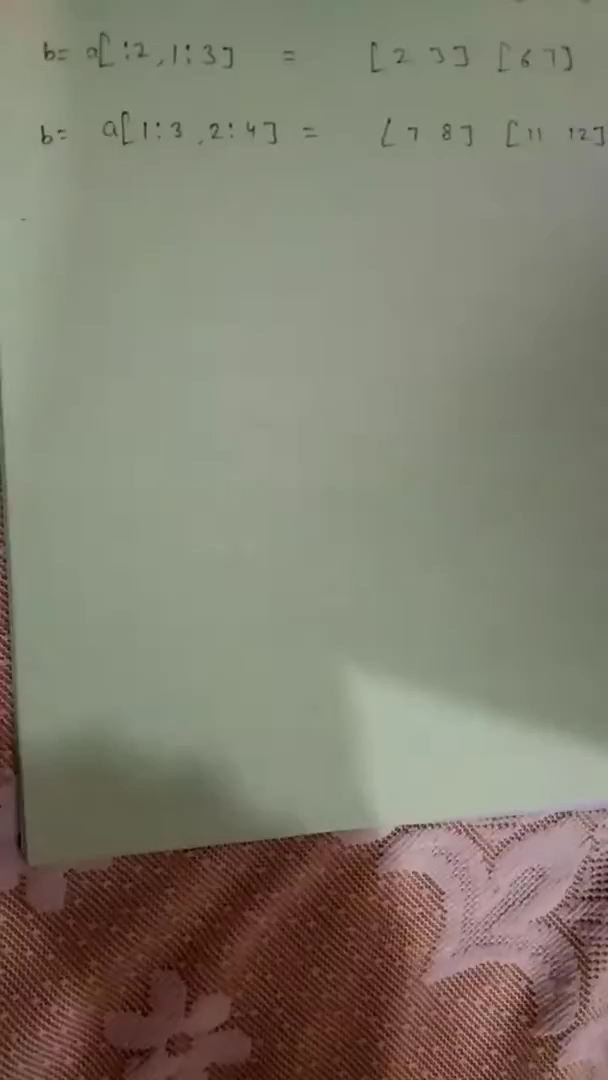 b= a[:2,1:3] = [2 3] [6 7]
b= a[1:3,2:4] = [7 8] [11 12]